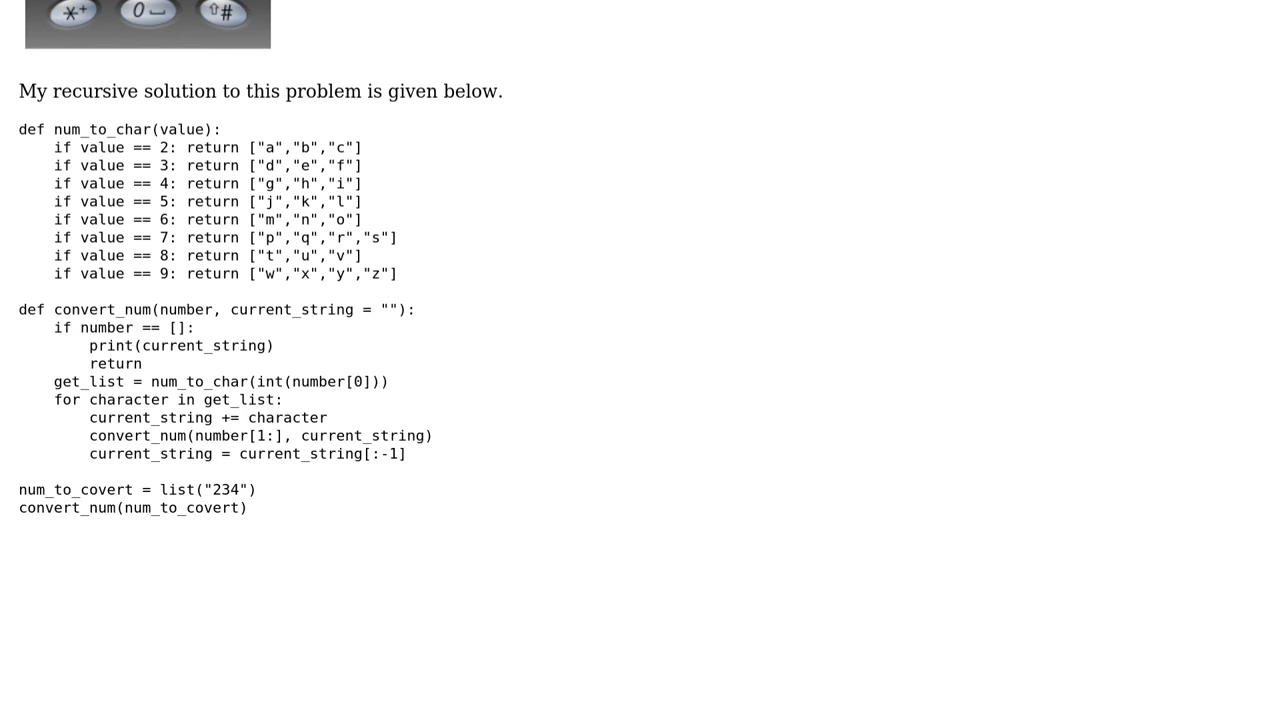 *+ 0 ⇧#
My recursive solution to this problem is given below.
def num_to_char(value):
    if value == 2: return ["a","b","c"]
    if value == 3: return ["d","e","f"]
    if value == 4: return ["g","h","i"]
    if value == 5: return ["j","k","l"]
    if value == 6: return ["m","n","o"]
    if value == 7: return ["p","q","r","s"]
    if value == 8: return ["t","u","v"]
    if value == 9: return ["w","x","y","z"]
def convert_num(number, current_string = ""):
    if number == []:
        print(current_string)
        return
    get_list = num_to_char(int(number[0]))
    for character in get_list:
        current_string += character
        convert_num(number[1:], current_string)
        current_string = current_string[:-1]
num_to_covert = list("234")
convert_num(num_to_covert)